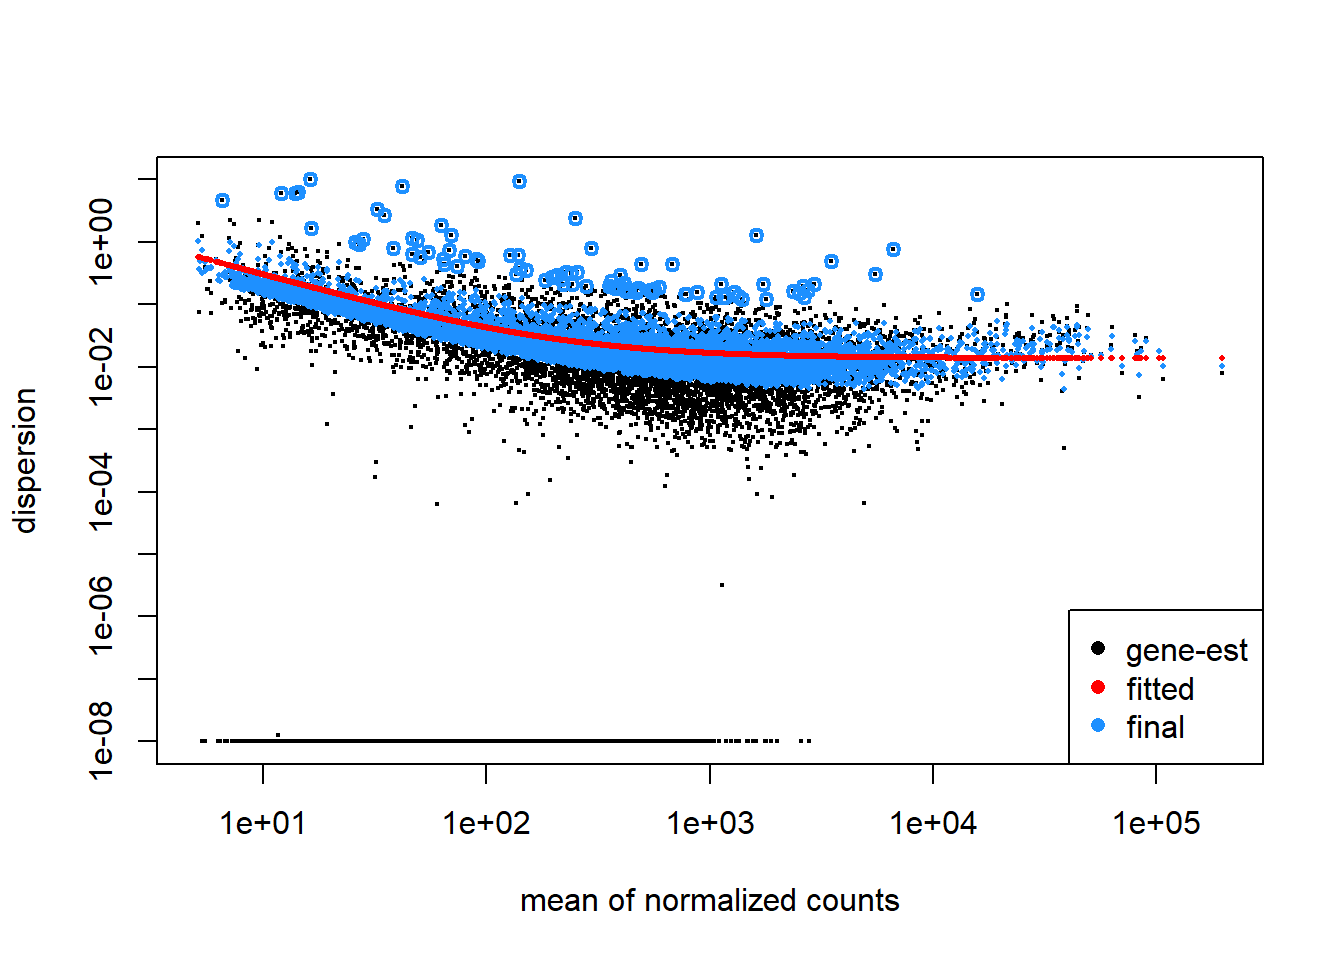 dispersion
1e+00
1e-02
1e-04
1e-06
1e-08
gene-est
fitted
final
1e+01
1e+02
1e+03
1e+04
1e+05
mean of normalized counts